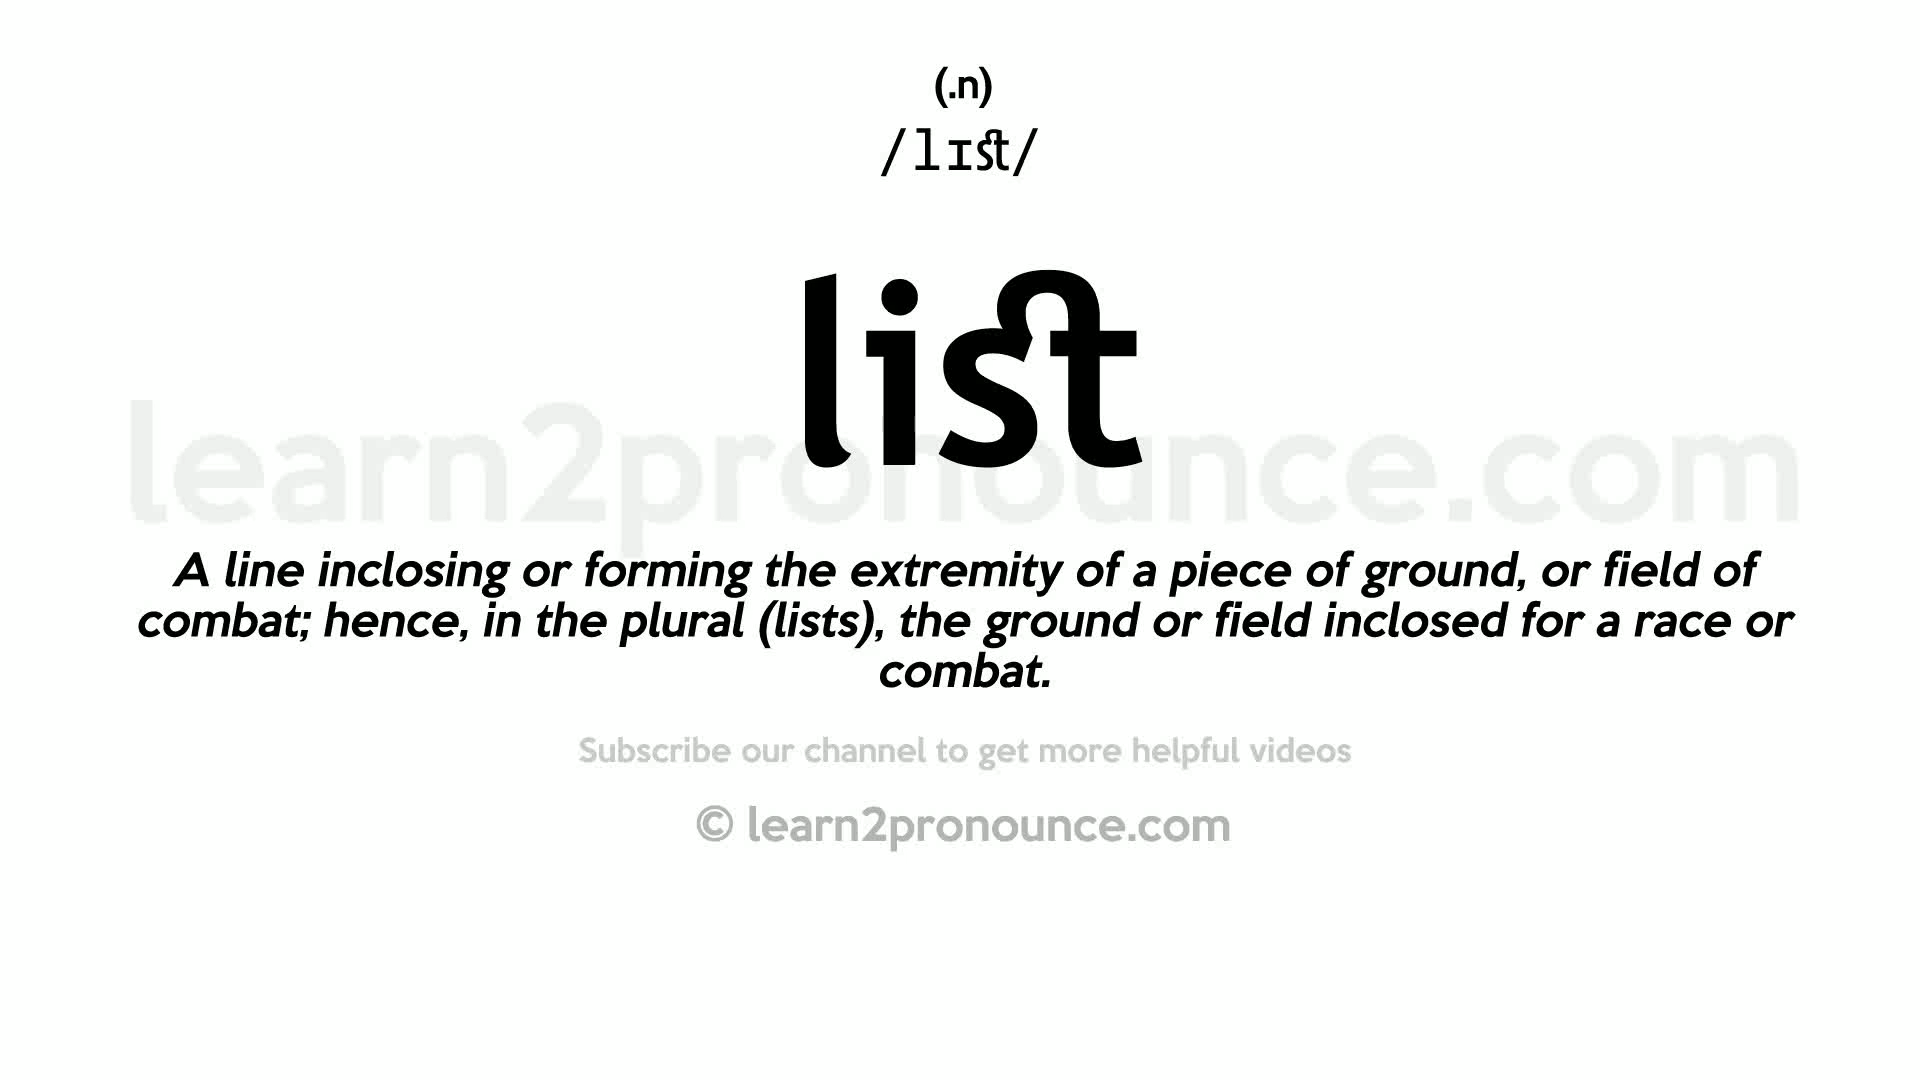 (.n)
/lɪst/
list
learn2pronounce.com
A line inclosing or forming the extremity of a piece of ground, or field of
combat; hence, in the plural (lists), the ground or field inclosed for a race or
combat.
Subscribe our channel to get more helpful videos
© learn2pronounce.com